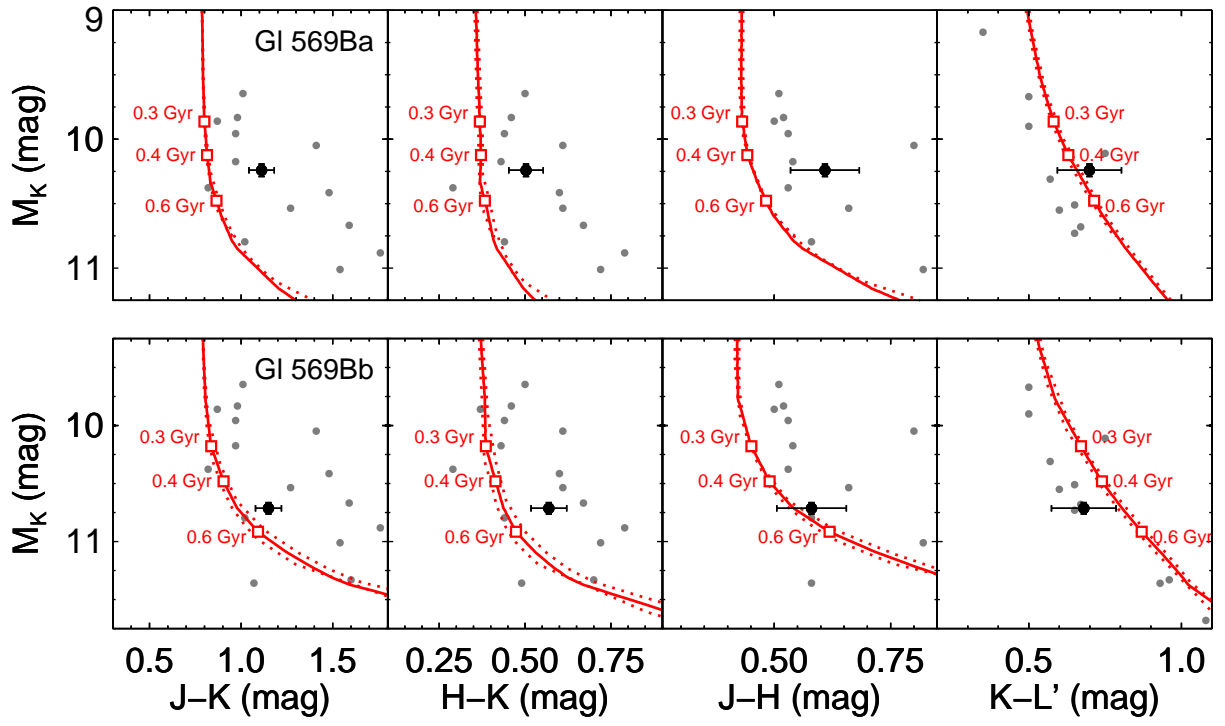 9
10
11
M_K (mag)
Gl 569Ba
0.3 Gyr
0.4 Gyr
0.6 Gyr
0.3 Gyr
0.4 Gyr
0.6 Gyr
0.3 Gyr
0.4 Gyr
0.6 Gyr
0.3 Gyr
0.4 Gyr
0.6 Gyr
10
11
M_K (mag)
Gl 569Bb
0.3 Gyr
0.4 Gyr
0.6 Gyr
0.3 Gyr
0.4 Gyr
0.6 Gyr
0.3 Gyr
0.4 Gyr
0.6 Gyr
0.3 Gyr
0.4 Gyr
0.6 Gyr
0.5 1.0 1.5
0.25 0.50 0.75
0.50 0.75
0.5 1.0
J–K (mag)
H–K (mag)
J–H (mag)
K–L' (mag)